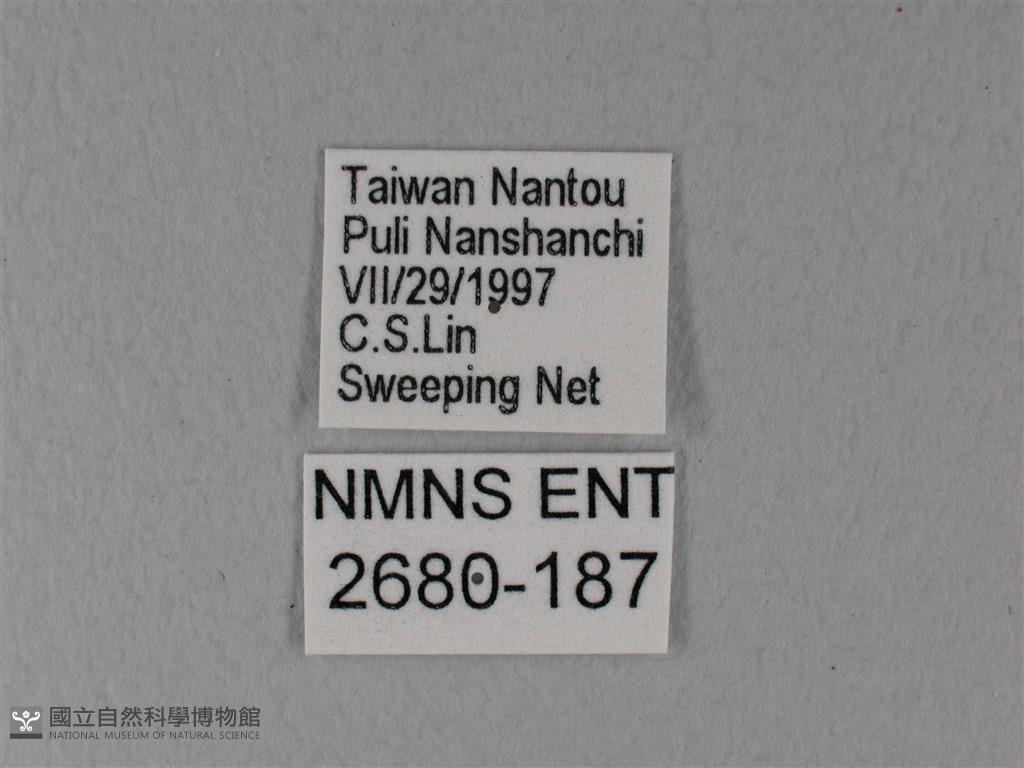 Taiwan Nantou
Puli Nanshanchi
VII/29/1997
C.S.Lin
Sweeping Net
NMNS ENT
2680-187
國立自然科學博物館
NATIONAL MUSEUM OF NATURAL SCIENCE